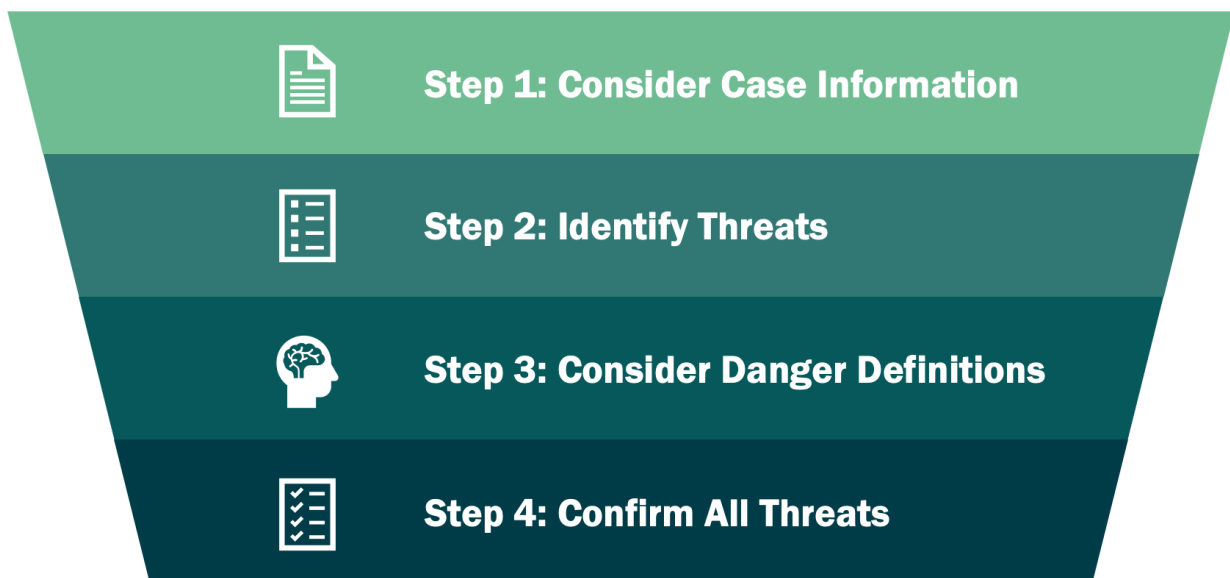 Step 1: Consider Case Information
Step 2: Identify Threats
Step 3: Consider Danger Definitions
Step 4: Confirm All Threats